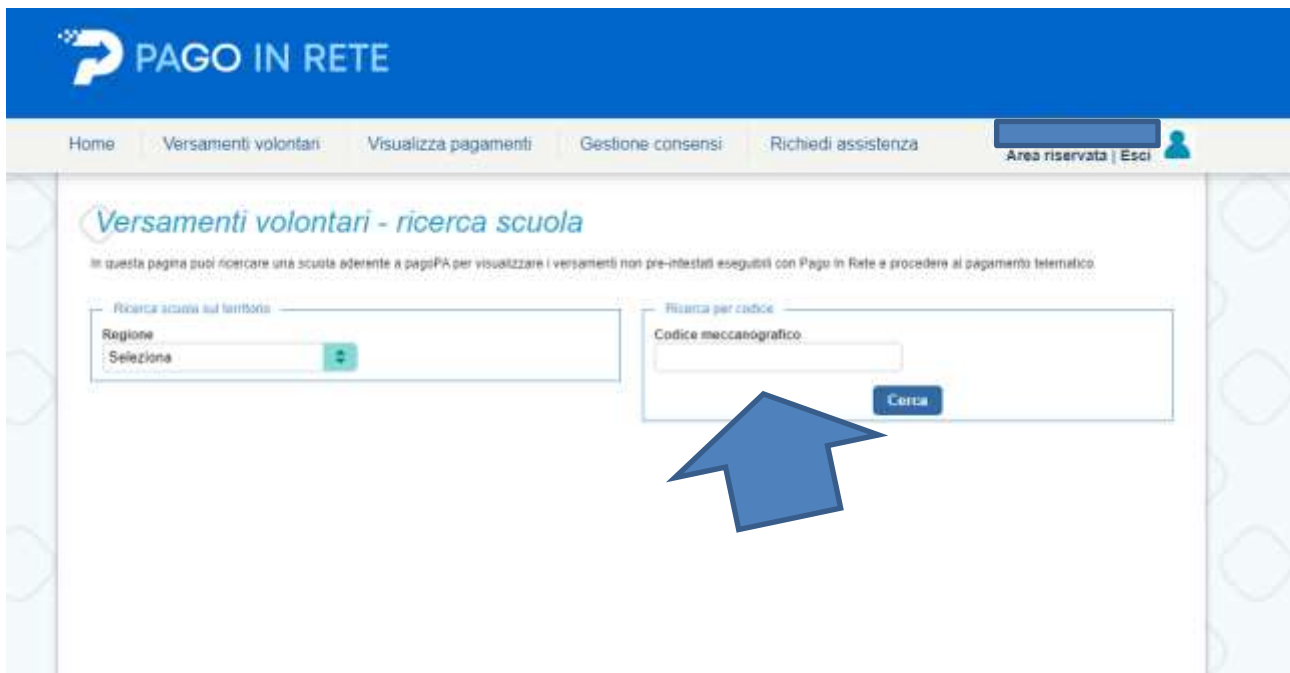 PAGO IN RETE
Home Versamenti volontari Visualizza pagamenti Gestione consensi Richiedi assistenza Area riservata | Esci
Versamenti volontari - ricerca scuola
In questa pagina puoi ricercare una scuola aderente a pagoPA per visualizzare i versamenti non pre-intestati eseguibili con Pago In Rete e procedere al pagamento telematico.
Ricerca scuola sul territorio
Regione
Seleziona
Ricerca per codice
Codice meccanografico
Cerca